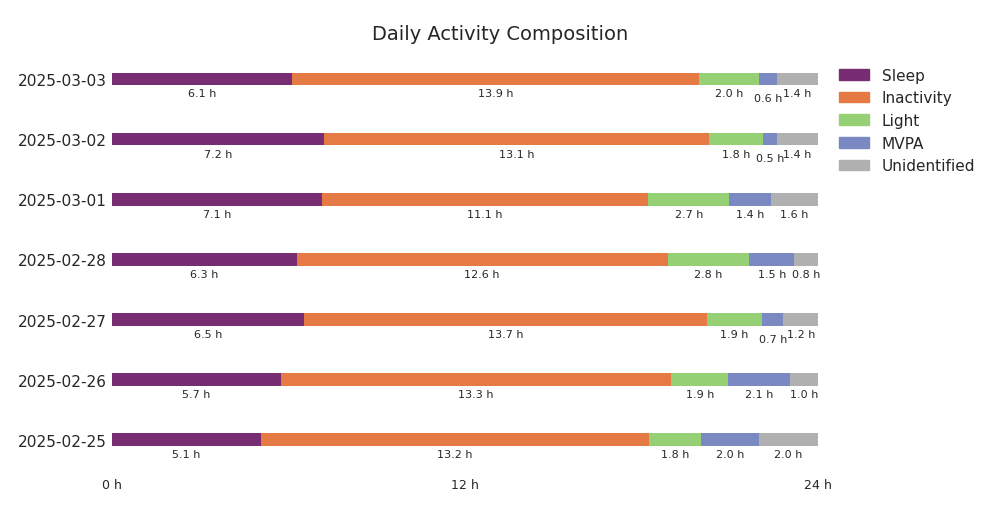 Daily Activity Composition
2025-03-03
6.1 h 13.9 h 2.0 h 0.6 h 1.4 h
2025-03-02
7.2 h 13.1 h 1.8 h 0.5 h 1.4 h
2025-03-01
7.1 h 11.1 h 2.7 h 1.4 h 1.6 h
2025-02-28
6.3 h 12.6 h 2.8 h 1.5 h 0.8 h
2025-02-27
6.5 h 13.7 h 1.9 h 0.7 h 1.2 h
2025-02-26
5.7 h 13.3 h 1.9 h 2.1 h 1.0 h
2025-02-25
5.1 h 13.2 h 1.8 h 2.0 h 2.0 h
0 h 12 h 24 h
Sleep
Inactivity
Light
MVPA
Unidentified